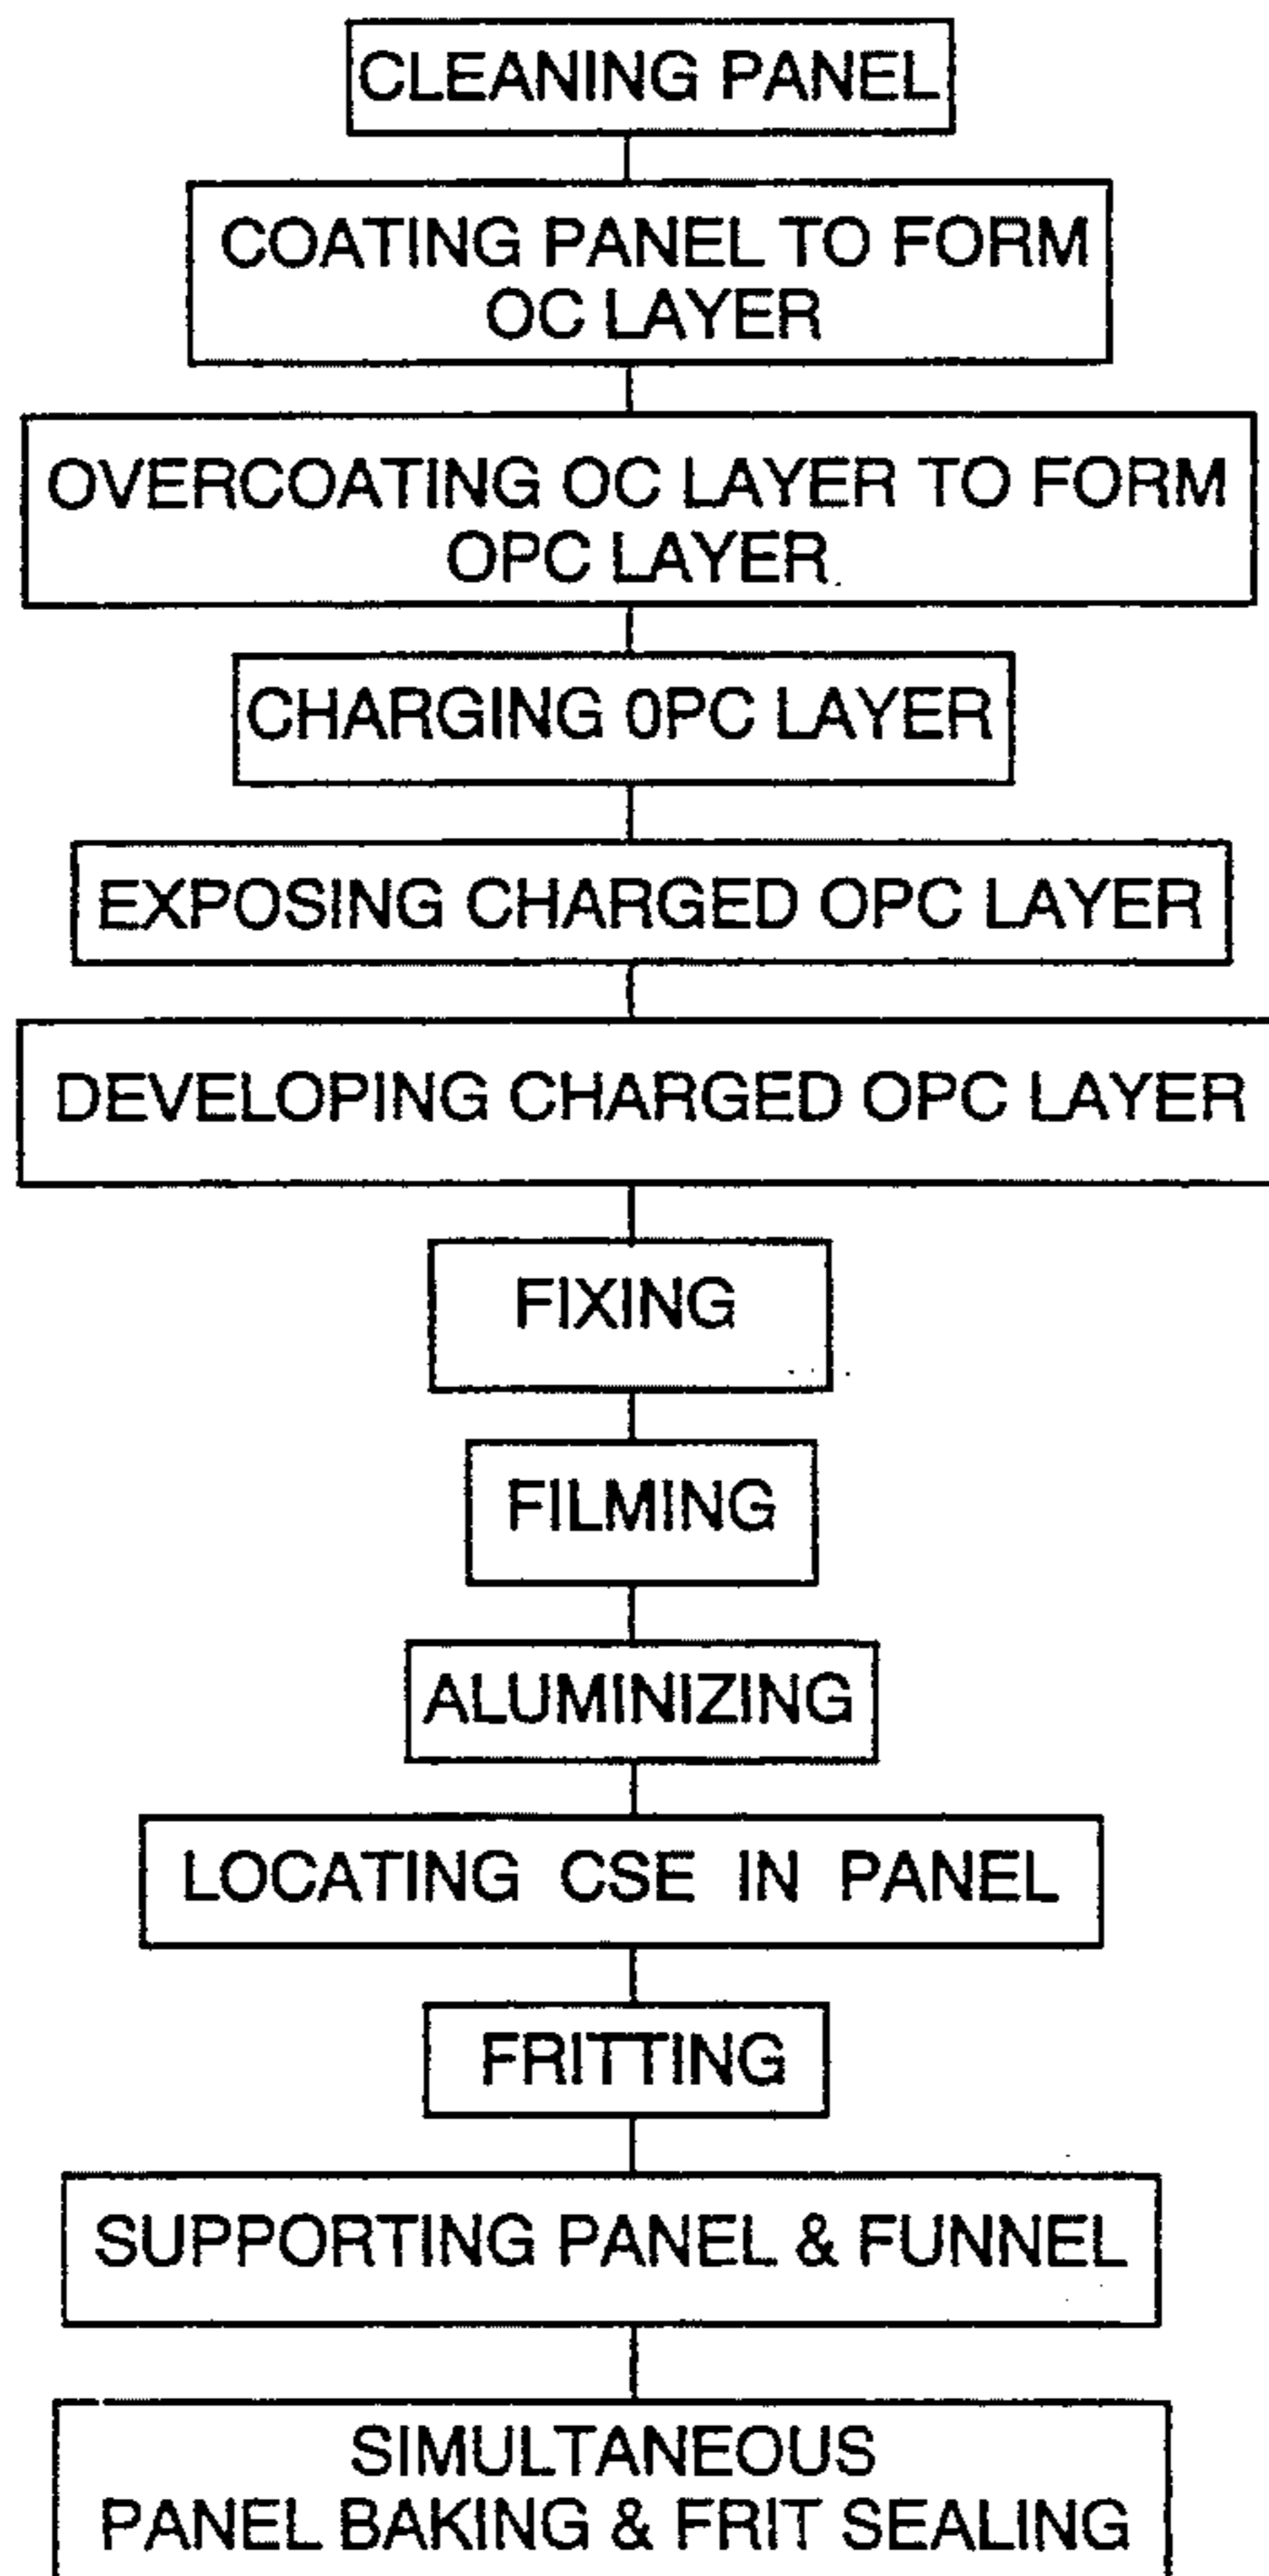 CLEANING PANEL
COATING PANEL TO FORM
OC LAYER
OVERCOATING OC LAYER TO FORM
OPC LAYER
CHARGING 0PC LAYER
EXPOSING CHARGED OPC LAYER
DEVELOPING CHARGED OPC LAYER
FIXING
FILMING
ALUMINIZING
LOCATING CSE IN PANEL
FRITTING
SUPPORTING PANEL & FUNNEL
SIMULTANEOUS
PANEL BAKING & FRIT SEALING